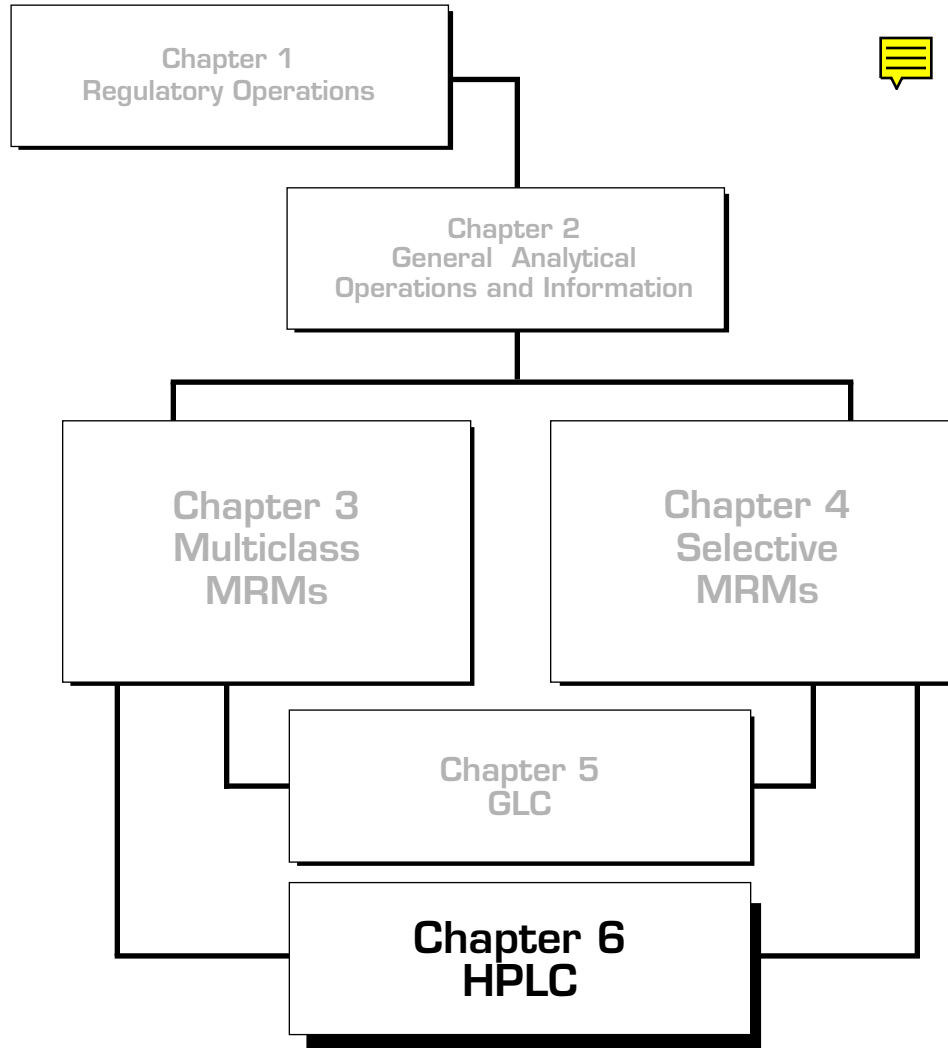 Chapter 1
Regulatory Operations
Chapter 2
General Analytical
Operations and Information
Chapter 3
Multiclass
MRMs
Chapter 4
Selective
MRMs
Chapter 5
GLC
Chapter 6
HPLC